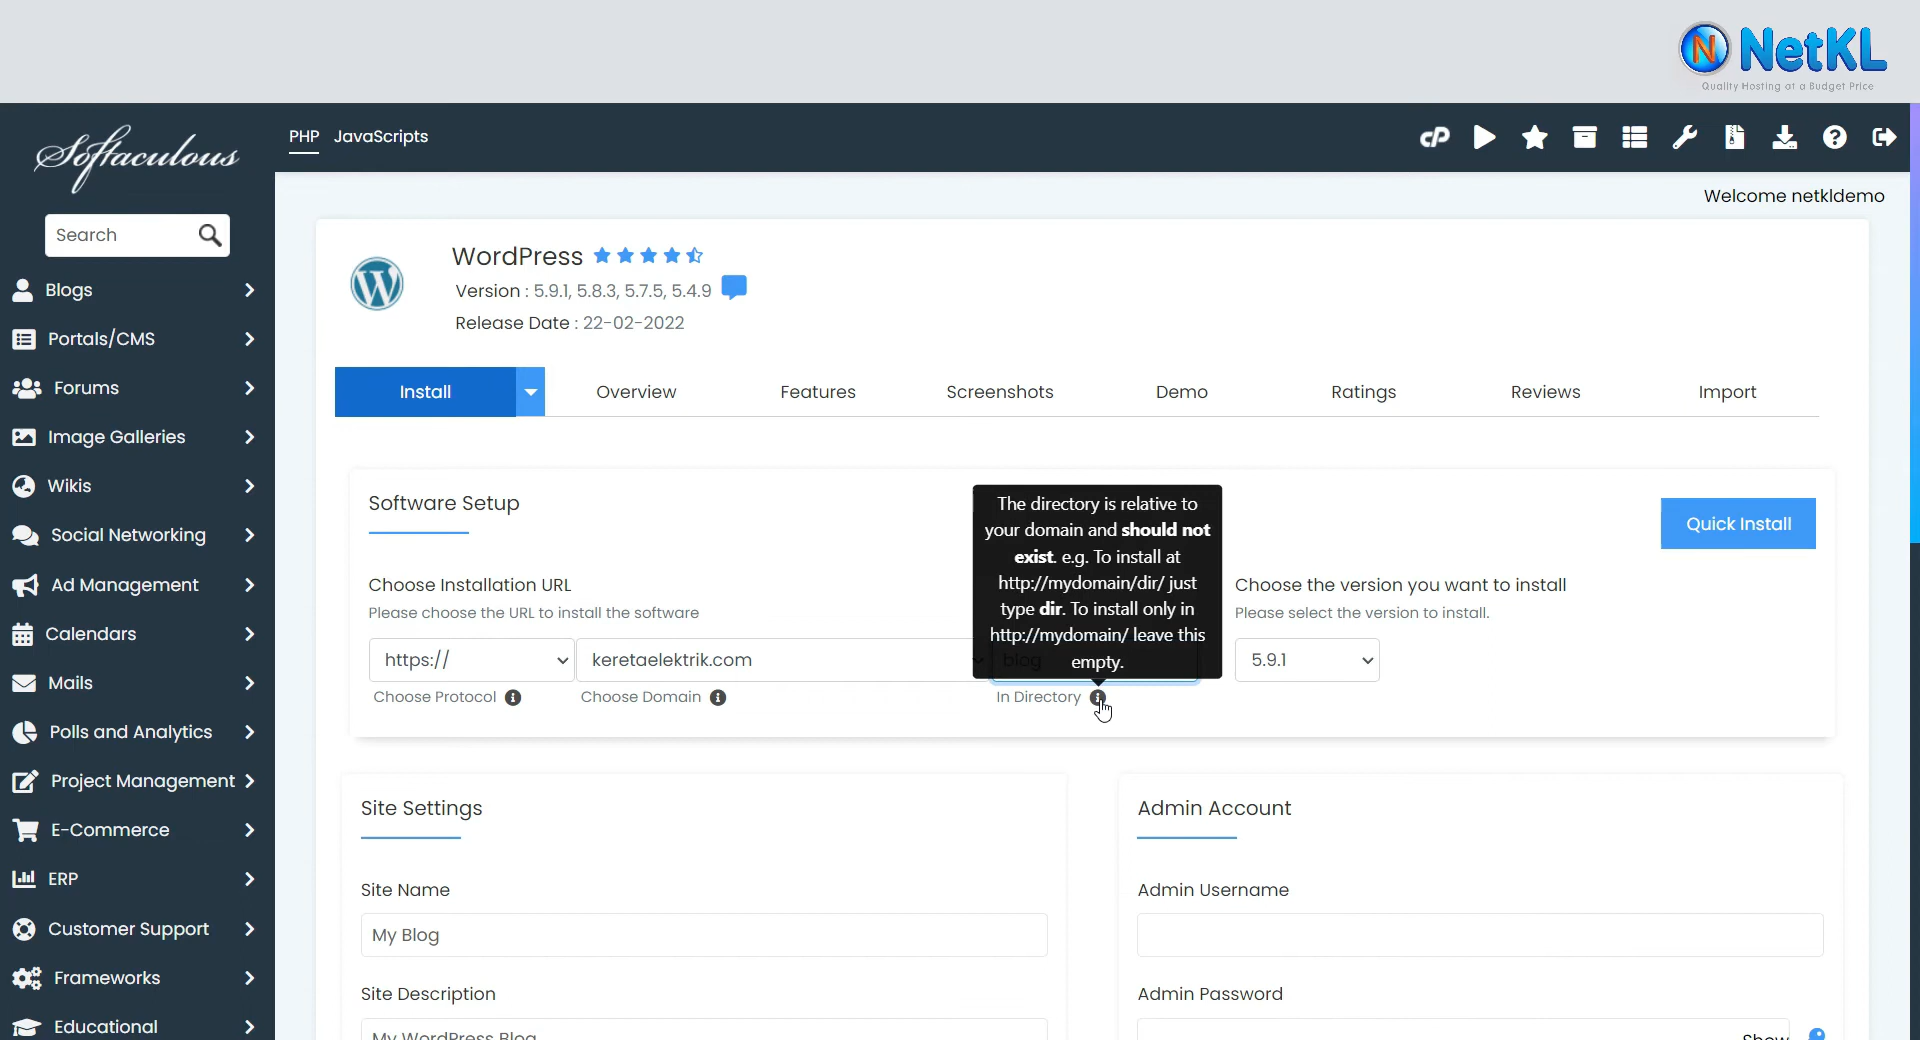 NetKL
Quality Hosting at a Budget Price
Softaculous
PHP JavaScripts
Welcome netkldemo
Search
Blogs
Portals/CMS
Forums
Image Galleries
Wikis
Social Networking
Ad Management
Calendars
Mails
Polls and Analytics
Project Management
E-Commerce
ERP
Customer Support
Frameworks
Educational
WordPress
Version : 5.9.1, 5.8.3, 5.7.5, 5.4.9
Release Date : 22-02-2022
Install Overview Features Screenshots Demo Ratings Reviews Import
Software Setup
Quick Install
Choose Installation URL
Please choose the URL to install the software
https://
Choose Protocol
keretaelektrik.com
Choose Domain
The directory is relative to
your domain and should not
exist. e.g. To install at
http://mydomain/dir/ just
type dir. To install only in
http://mydomain/ leave this
empty.
blog
In Directory
Choose the version you want to install
Please select the version to install.
5.9.1
Site Settings
Site Name
My Blog
Site Description
My WordPress Blog
Admin Account
Admin Username
Admin Password
Show